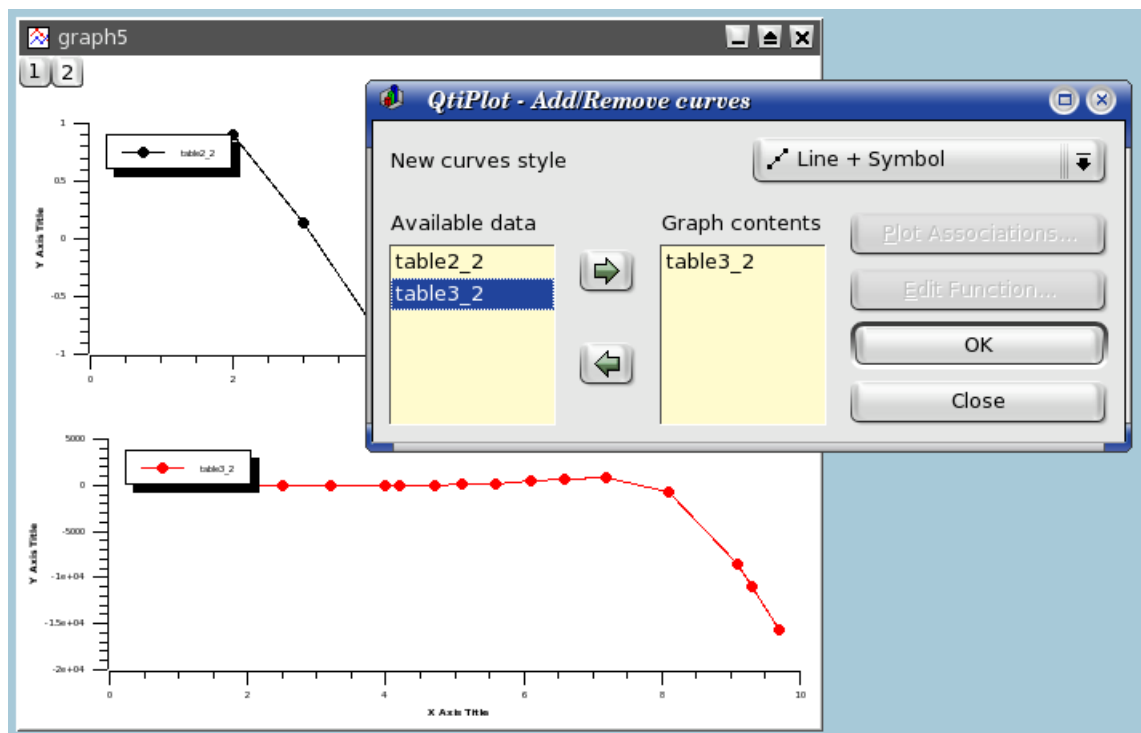 graph5
1 2
1
0.5
0
-0.5
-1
0
2
Y Axis Title
table2_2
QtiPlot - Add/Remove curves
New curves style
Line + Symbol
Available data
table2_2
table3_2
Graph contents
table3_2
Plot Associations...
Edit Function...
OK
Close
5000
0
-5000
-1e+04
-1.5e+04
-2e+04
Y Axis Title
table3_2
0 2 4 6 8 10
X Axis Title